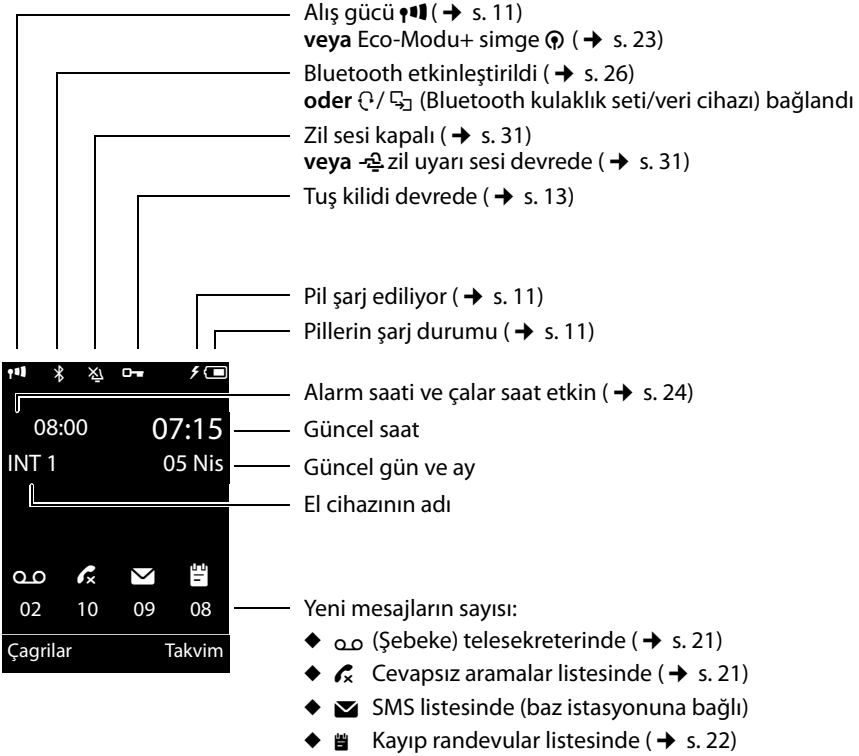 Alış gücü ( ➔ s. 11)
veya Eco-Modu+ simge ( ➔ s. 23)
Bluetooth etkinleştirildi ( ➔ s. 26)
oder / (Bluetooth kulaklık seti/veri cihazı) bağlandı
Zil sesi kapalı ( ➔ s. 31)
veya zil uyarı sesi devrede ( ➔ s. 31)
Tuş kilidi devrede ( ➔ s. 13)
Pil şarj ediliyor ( ➔ s. 11)
Pillerin şarj durumu ( ➔ s. 11)
Alarm saati ve çalar saat etkin ( ➔ s. 24)
08:00 07:15
Güncel saat
INT 1 05 Nis
Güncel gün ve ay
El cihazının adı
02 10 09 08
Yeni mesajların sayısı:
Çagrilar Takvim
◆ (Şebeke) telesekreterinde ( ➔ s. 21)
◆ Cevapsız aramalar listesinde ( ➔ s. 21)
◆ SMS listesinde (baz istasyonuna bağlı)
◆ Kayıp randevular listesinde ( ➔ s. 22)